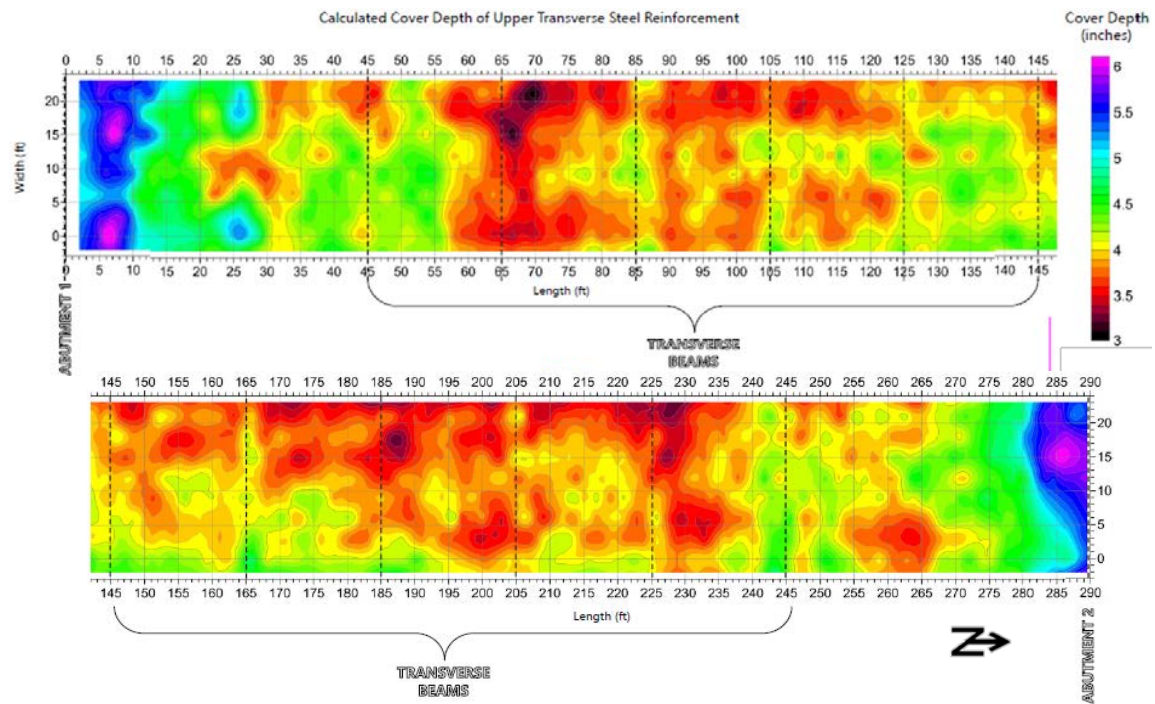 Calculated Cover Depth of Upper Transverse Steel Reinforcement
Cover Depth
(inches)
0 5 10 15 20 25 30 35 40 45 50 55 60 65 70 75 80 85 90 95 100 105 110 115 120 125 130 135 140 145
Width (ft)
20
15
10
5
0
6
5.5
5
4.5
4
3.5
3
0 5 10 15 20 25 30 35 40 45 50 55 60 65 70 75 80 85 90 95 100 105 110 115 120 125 130 135 140 145
Length (ft)
ABUTMENT 1
TRANSVERSE
BEAMS
145 150 155 160 165 170 175 180 185 190 195 200 205 210 215 220 225 230 235 240 245 250 255 260 265 270 275 280 285 290
20
15
10
5
0
145 150 155 160 165 170 175 180 185 190 195 200 205 210 215 220 225 230 235 240 245 250 255 260 265 270 275 280 285 290
Length (ft)
ABUTMENT 2
TRANSVERSE
BEAMS
N